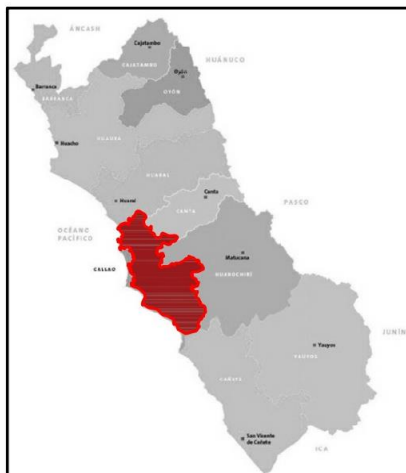 ÁNCASH
Cajatambo
CAJATAMBO
HUÁNUCO
Oyón
OYÓN
Barranca
BARRANCA
Huacho
HUAURA
HUARAL
Huaral
Canta
CANTA
PASCO
OCÉANO
PACÍFICO
CALLAO
Matucana
HUAROCHIRÍ
JUNÍN
Yauyos
YAUYOS
CAÑETE
San Vicente
de Cañete
ICA